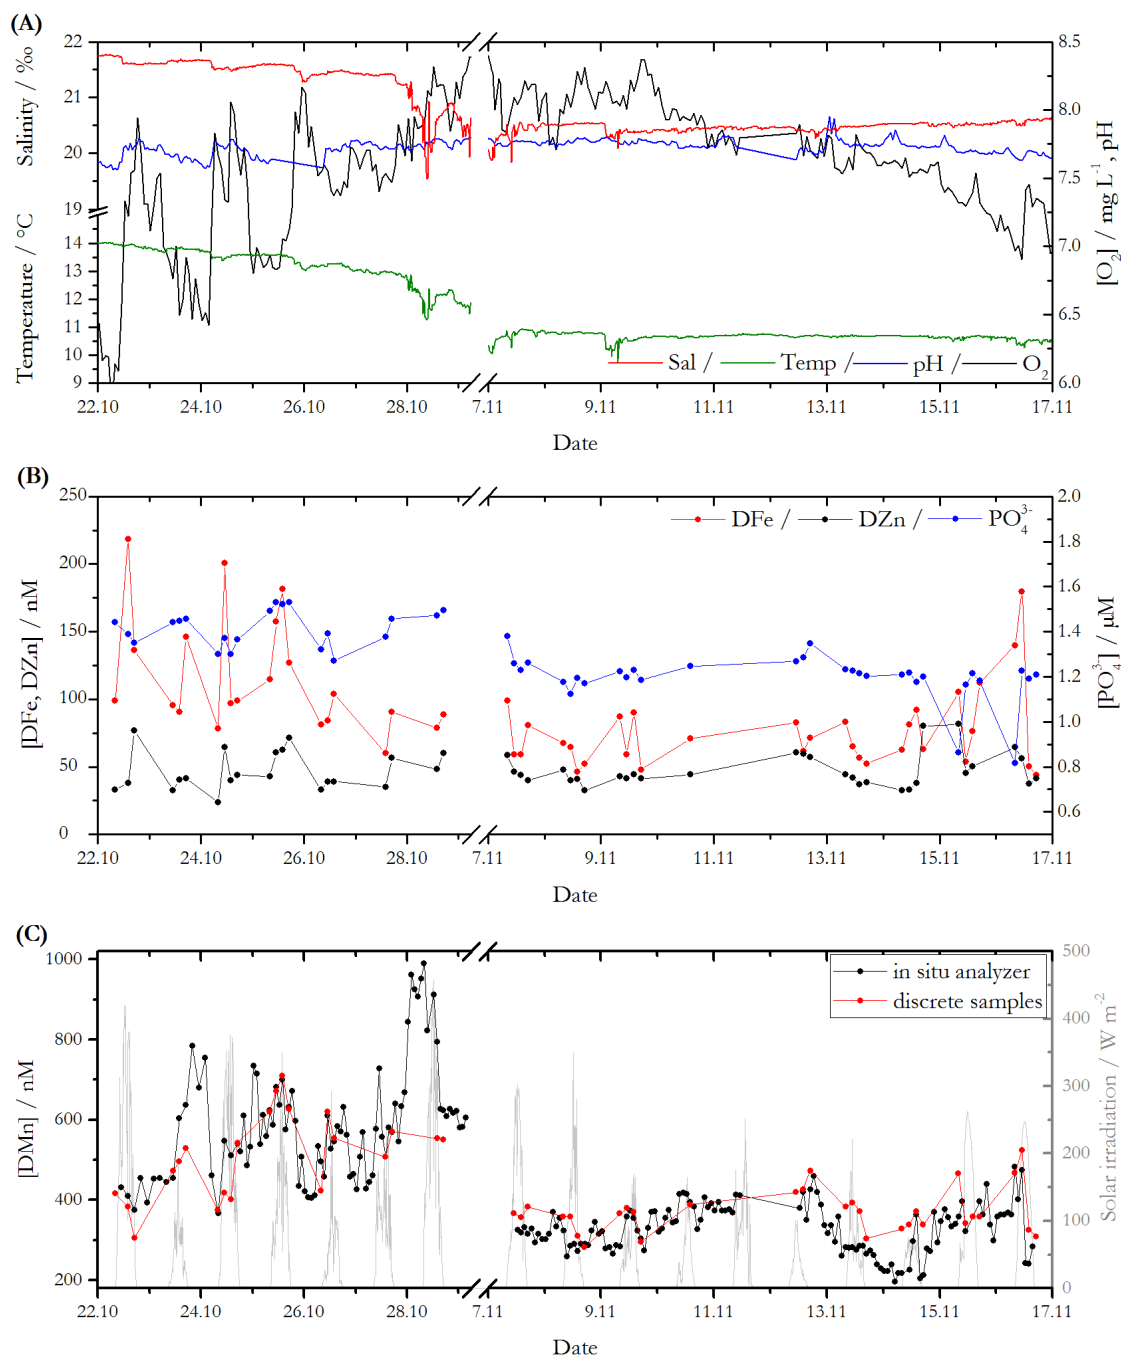 (A)
22
21
20
19
14
13
12
11
10
9
Salinity / ‰
Temperature / °C
8.5
8.0
7.5
7.0
6.5
6.0
[O₂] / mg L⁻¹, pH
Sal / Temp / pH / O₂
22.10 24.10 26.10 28.10 7.11 9.11 11.11 13.11 15.11 17.11
Date
(B)
250
200
150
100
50
0
[DFe, DZn] / nM
2.0
1.8
1.6
1.4
1.2
1.0
0.8
0.6
[PO₄³⁻] / µM
DFe / DZn / PO₄³⁻
22.10 24.10 26.10 28.10 7.11 9.11 11.11 13.11 15.11 17.11
Date
(C)
1000
800
600
400
200
[DMn] / nM
500
400
300
200
100
0
Solar irradiation / W m⁻²
in situ analyzer
discrete samples
22.10 24.10 26.10 28.10 7.11 9.11 11.11 13.11 15.11 17.11
Date